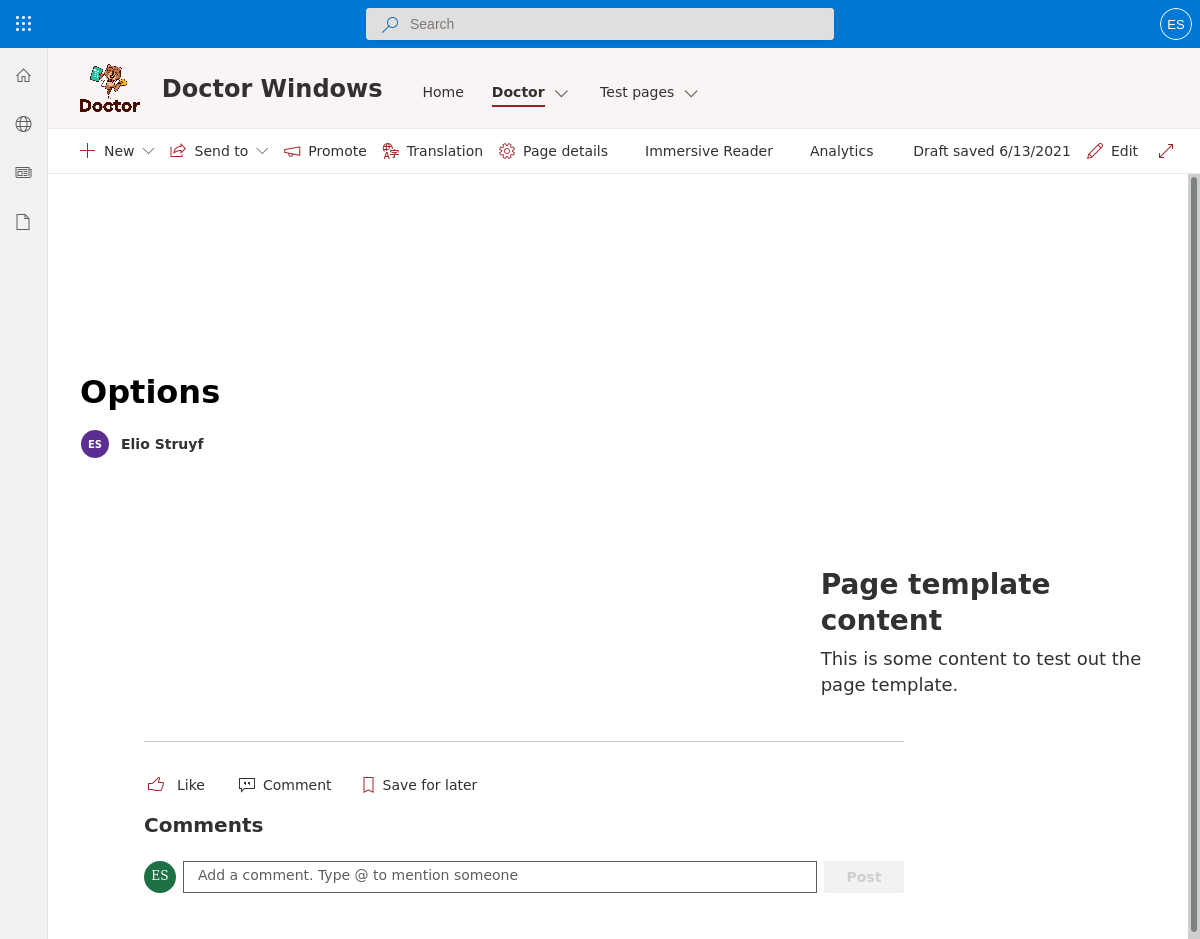 Search
ES
Doctor
Doctor Windows
Home
Doctor
Test pages
New
Send to
Promote
Translation
Page details
Immersive Reader
Analytics
Draft saved 6/13/2021
Edit
Options
ES
Elio Struyf
Page template
content
This is some content to test out the
page template.
Like
Comment
Save for later
Comments
ES
Add a comment. Type @ to mention someone
Post